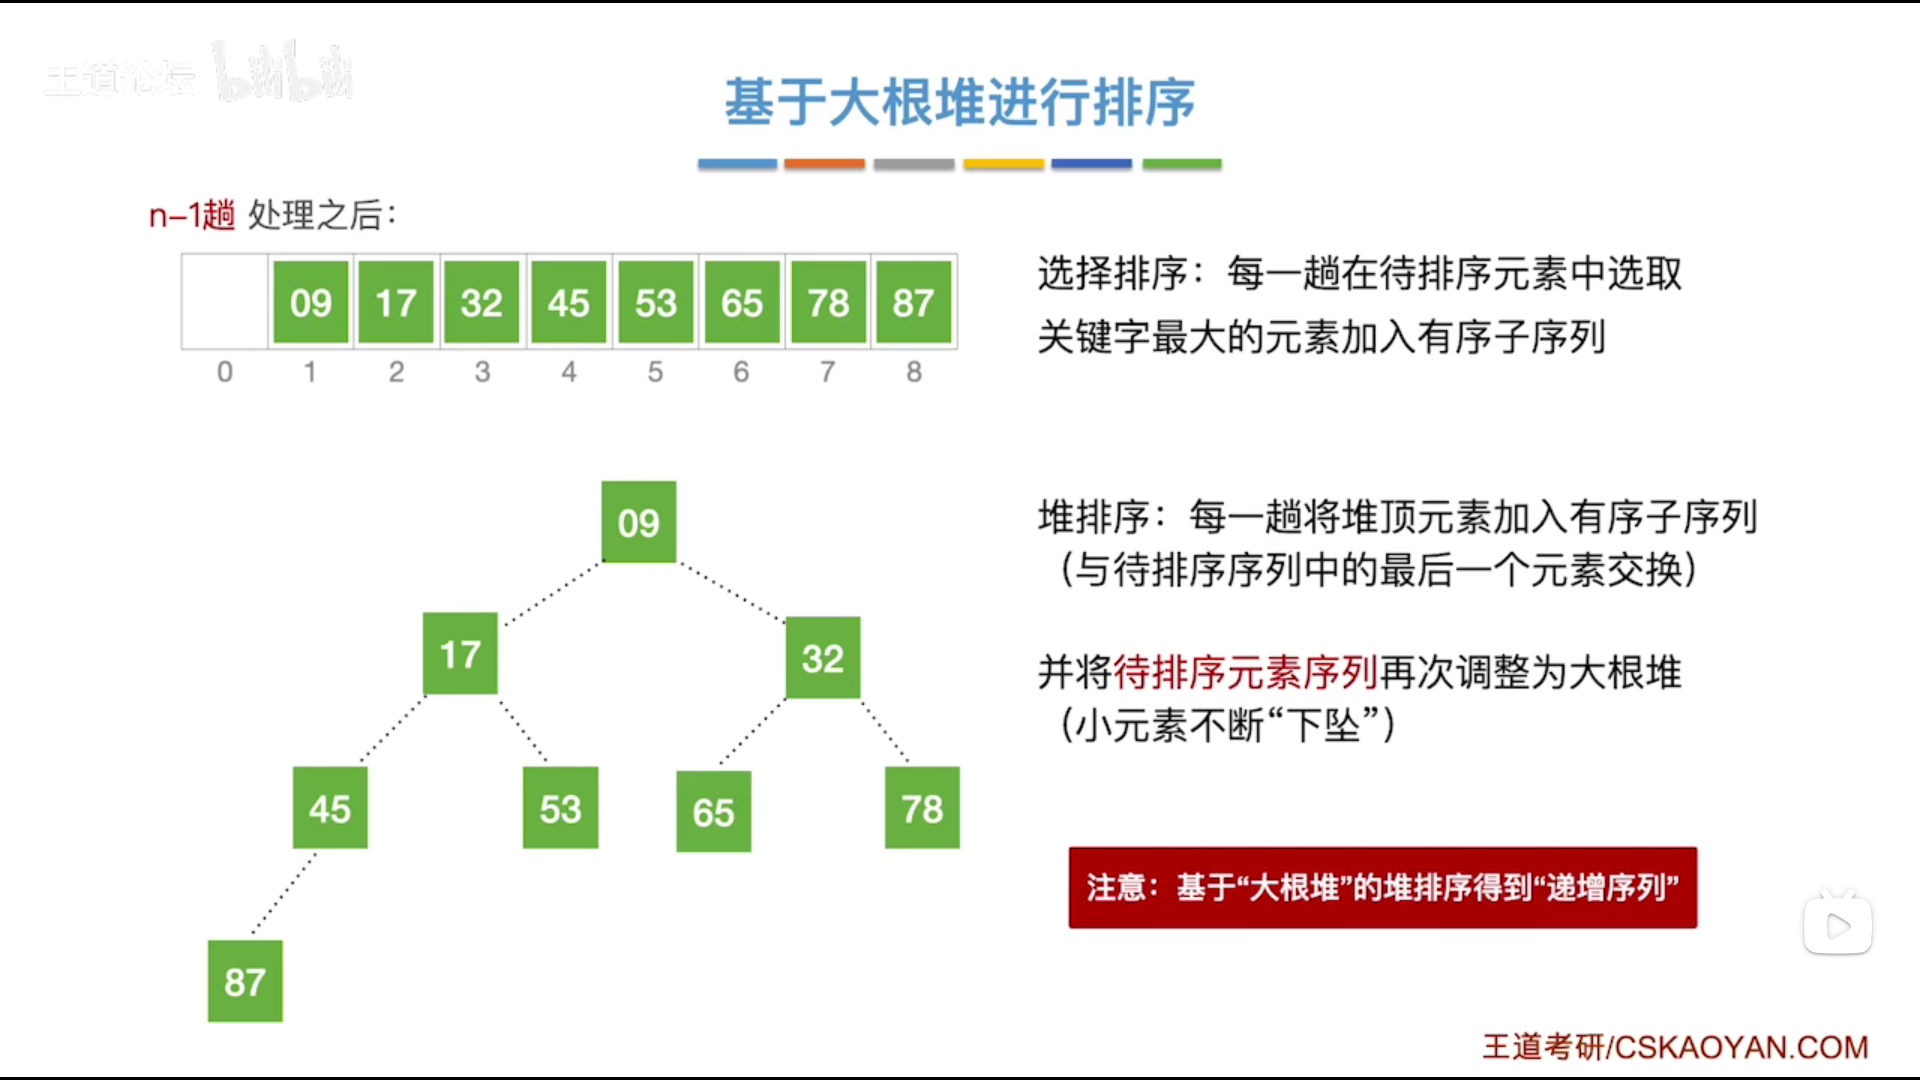 王道论坛 bilibili
基于大根堆进行排序
n-1趟 处理之后：
09 17 32 45 53 65 78 87
0 1 2 3 4 5 6 7 8
选择排序：每一趟在待排序元素中选取
关键字最大的元素加入有序子序列
09
17 32
45 53 65 78
87
堆排序：每一趟将堆顶元素加入有序子序列
（与待排序序列中的最后一个元素交换）
并将待排序元素序列再次调整为大根堆
（小元素不断“下坠”）
注意：基于“大根堆”的堆排序得到“递增序列”
王道考研/CSKAOYAN.COM